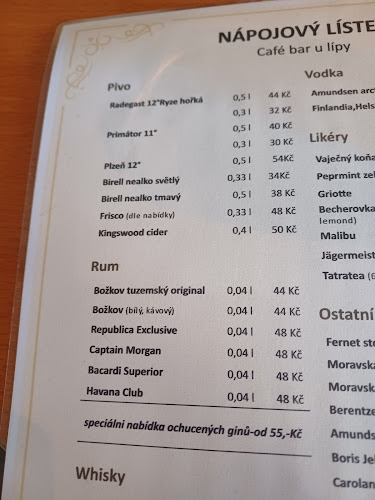 NÁPOJOVÝ LÍSTE
Café bar u lípy
Pivo
Radegast 12°Ryze hořká 0,5 l 44 Kč
0,3 l 32 Kč
Primátor 11° 0,5 l 40 Kč
0,3 l 30 Kč
Plzeň 12° 0,5 l 54Kč
Birell nealko světlý 0,33 l 34Kč
Birell nealko tmavý 0,5 l 38 Kč
Frisco (dle nabídky) 0,33 l 48 Kč
Kingswood cider 0,4 l 50 Kč
Rum
Božkov tuzemský original 0,04 l 44 Kč
Božkov (bílý, kávový) 0,04 l 44 Kč
Republica Exclusive 0,04 l 48 Kč
Captain Morgan 0,04 l 48 Kč
Bacardi Superior 0,04 l 48 Kč
Havana Club 0,04 l 48 Kč
speciální nabídka ochucených ginů-od 55,-Kč
Whisky
Vodka
Amundsen arc
Finlandia,Hels
Likéry
Vaječný koňa
Peprmint zel
Griotte
Becherovka
lemond)
Malibu
Jägermeist
Tatratea (6
Ostatní
Fernet sto
Moravská
Moravská
Berentze
Amunds
Boris Jel
Carolan